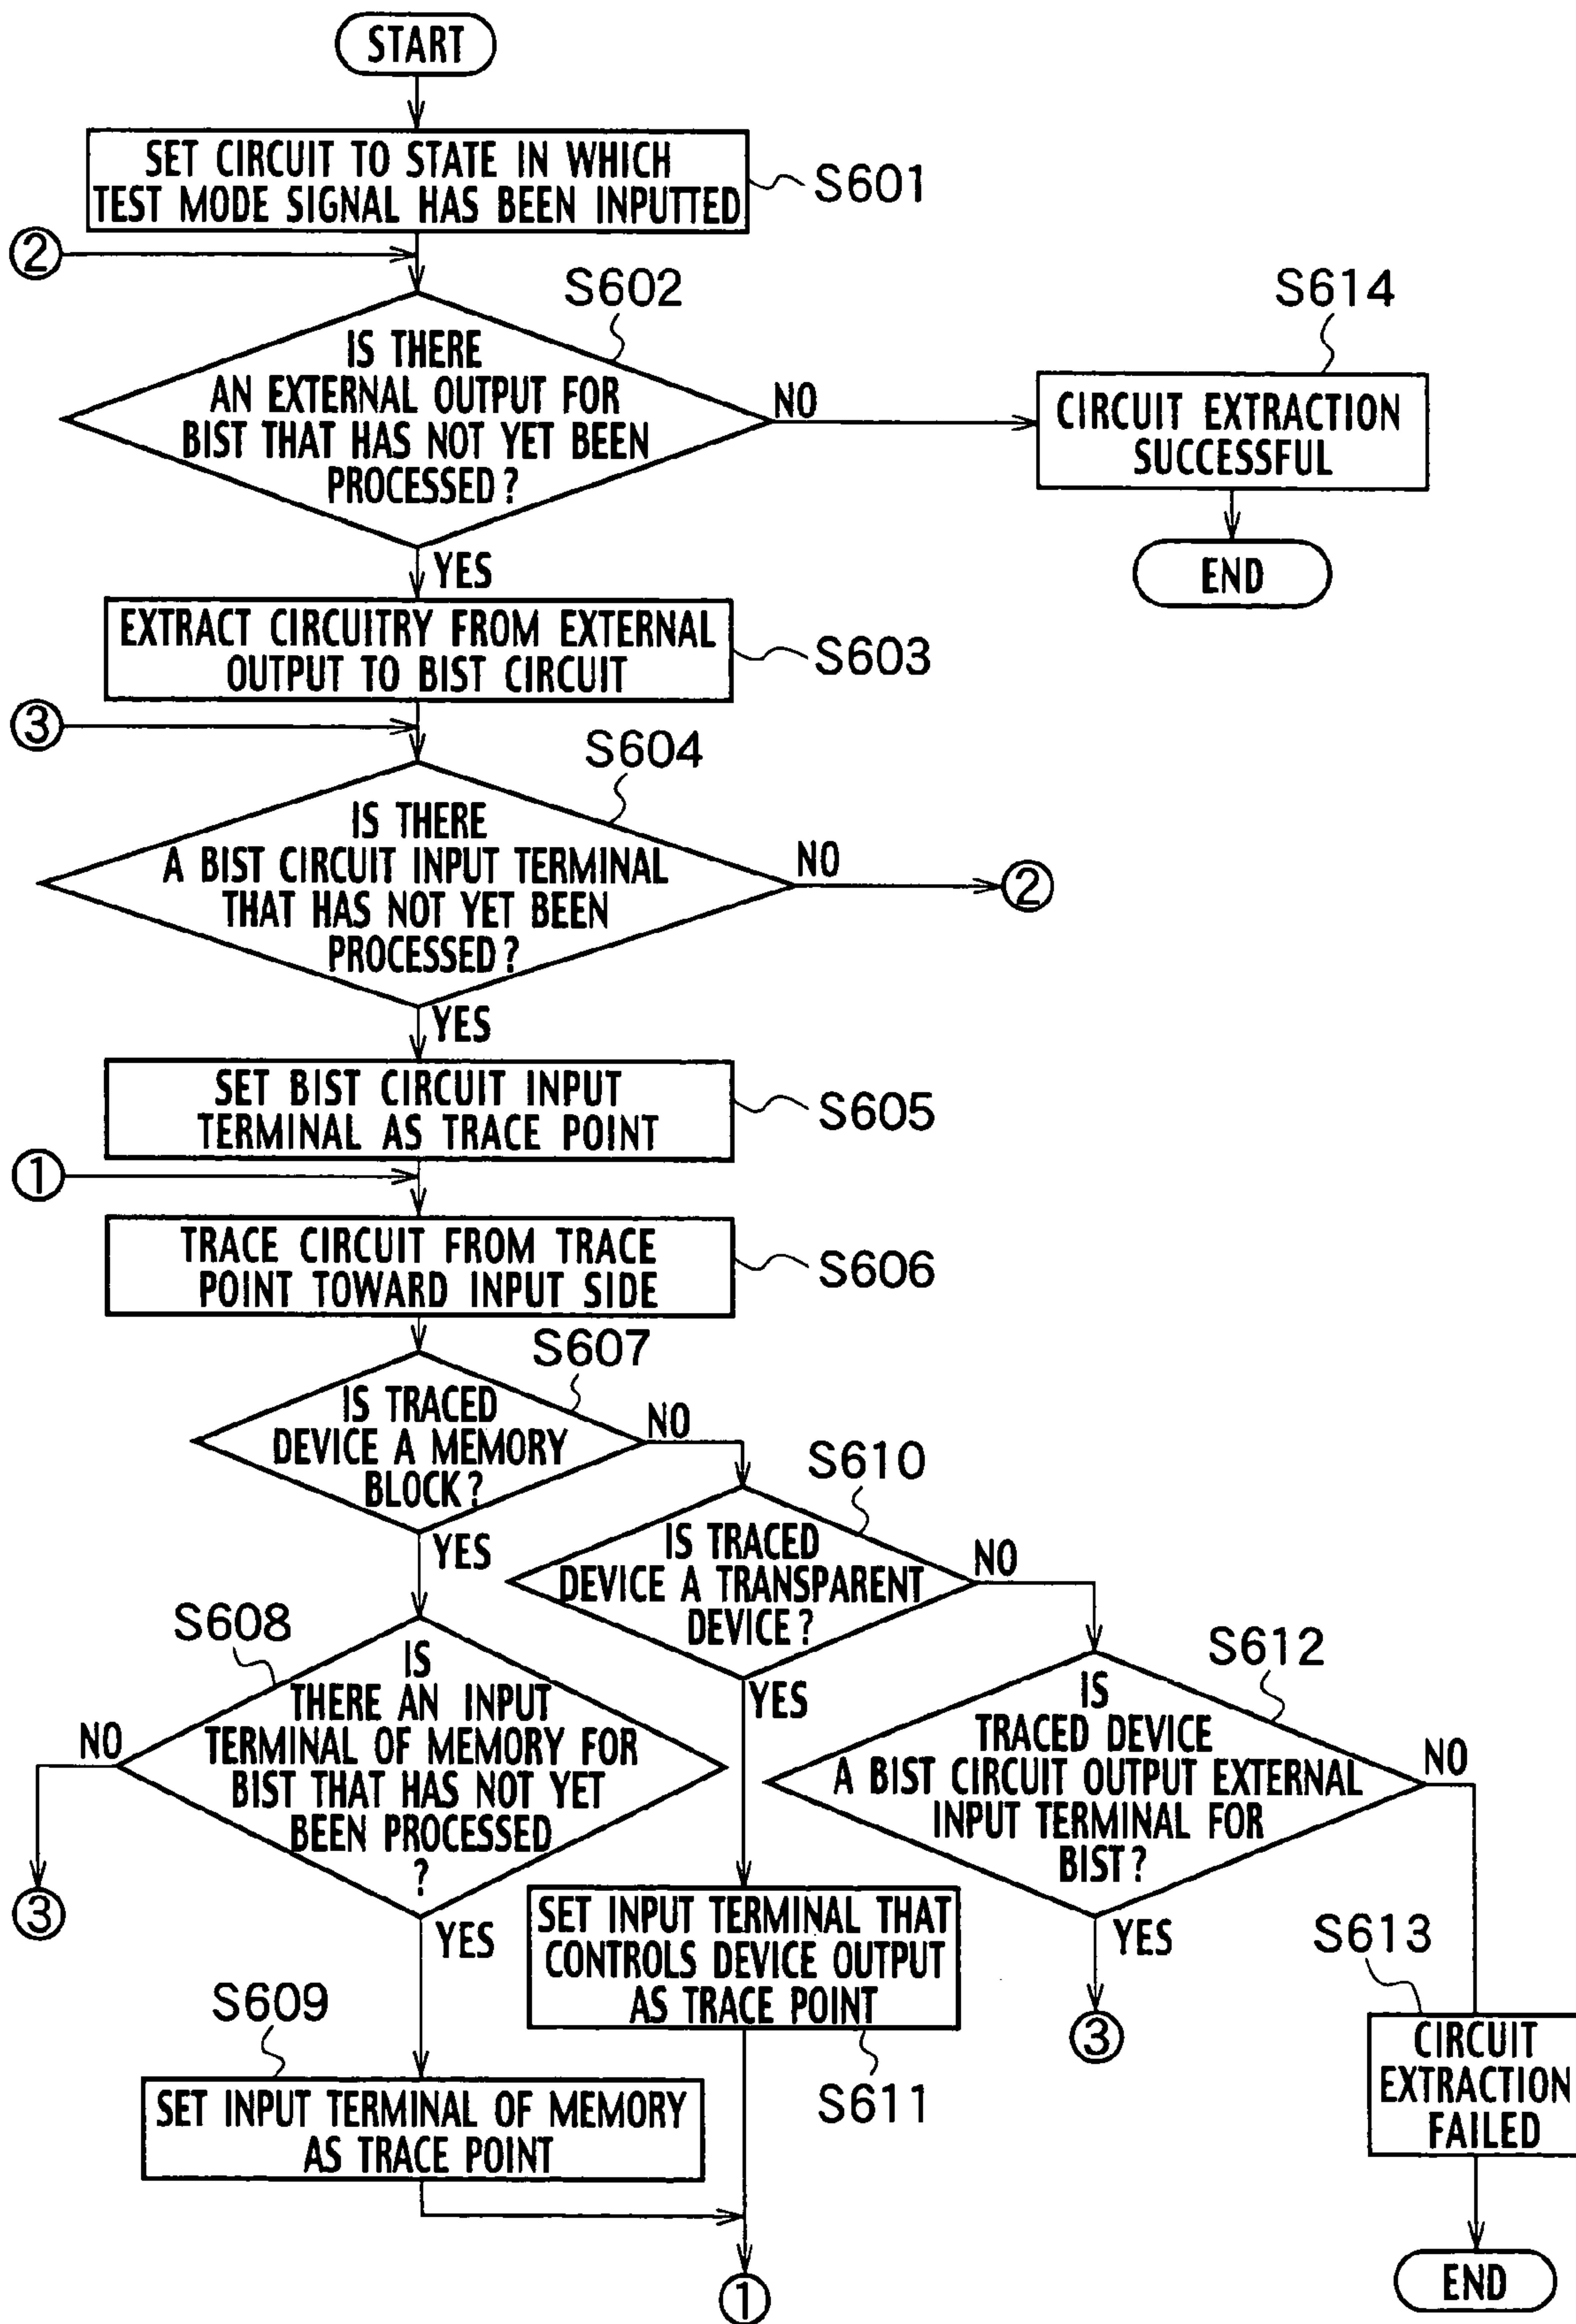 START
SET CIRCUIT TO STATE IN WHICH
TEST MODE SIGNAL HAS BEEN INPUTTED
S601
②
S602
IS THERE
AN EXTERNAL OUTPUT FOR
BIST THAT HAS NOT YET BEEN
PROCESSED?
NO
S614
CIRCUIT EXTRACTION
SUCCESSFUL
END
YES
EXTRACT CIRCUITRY FROM EXTERNAL
OUTPUT TO BIST CIRCUIT
S603
③
S604
IS THERE
A BIST CIRCUIT INPUT TERMINAL
THAT HAS NOT YET BEEN
PROCESSED?
NO
②
YES
SET BIST CIRCUIT INPUT
TERMINAL AS TRACE POINT
S605
①
TRACE CIRCUIT FROM TRACE
POINT TOWARD INPUT SIDE
S606
S607
IS TRACED
DEVICE A MEMORY
BLOCK?
NO
YES
S610
IS TRACED
DEVICE A TRANSPARENT
DEVICE?
NO
YES
S608
IS
THERE AN INPUT
TERMINAL OF MEMORY FOR
BIST THAT HAS NOT YET
BEEN PROCESSED
?
NO
③
YES
S612
IS
TRACED DEVICE
A BIST CIRCUIT OUTPUT EXTERNAL
INPUT TERMINAL FOR
BIST?
NO
YES
③
SET INPUT TERMINAL THAT
CONTROLS DEVICE OUTPUT
AS TRACE POINT
S611
S609
SET INPUT TERMINAL OF MEMORY
AS TRACE POINT
①
S613
CIRCUIT
EXTRACTION
FAILED
END